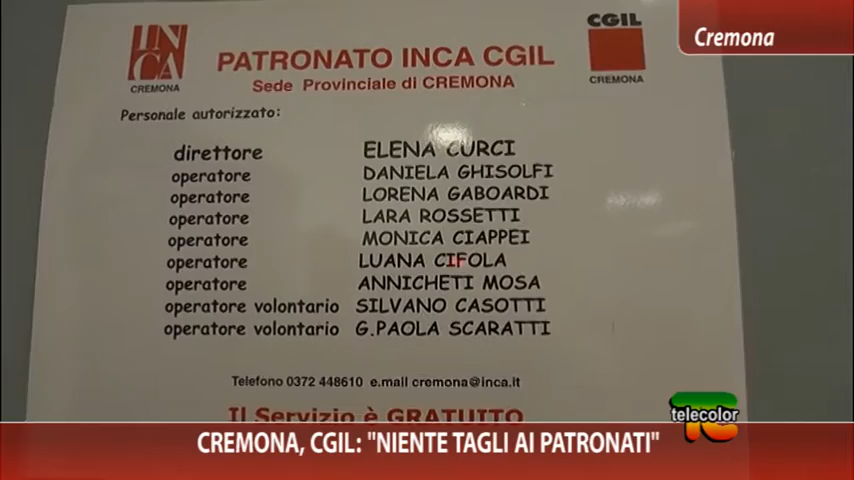 Cremona
INCA
CREMONA
CGIL
CREMONA
PATRONATO INCA CGIL
Sede Provinciale di CREMONA
Personale autorizzato:
direttore ELENA CURCI
operatore DANIELA GHISOLFI
operatore LORENA GABOARDI
operatore LARA ROSSETTI
operatore MONICA CIAPPEI
operatore LUANA CIFOLA
operatore ANNICHETI MOSA
operatore volontario SILVANO CASOTTI
operatore volontario G.PAOLA SCARATTI
Telefono 0372 448610 e.mail cremona@inca.it
Il Servizio è GRATUITO
telecolor
CREMONA, CGIL: "NIENTE TAGLI AI PATRONATI"